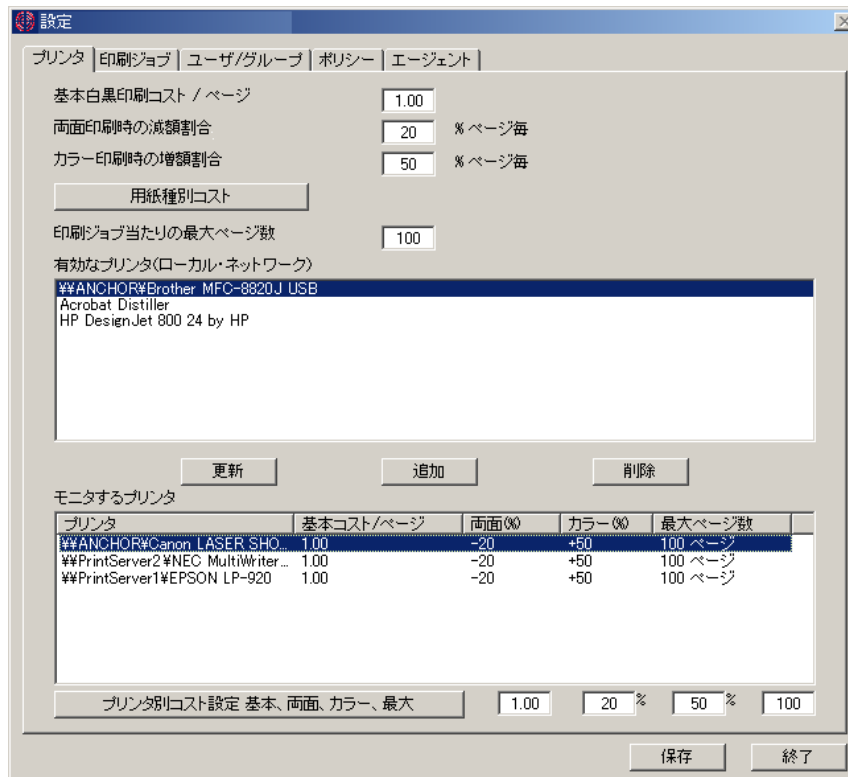 設定
プリンタ 印刷ジョブ ユーザ/グループ ポリシー エージェント
基本白黒印刷コスト / ページ 1.00
両面印刷時の減額割合 20 % ページ毎
カラー印刷時の増額割合 50 % ページ毎
用紙種別コスト
印刷ジョブ当たりの最大ページ数 100
有効なプリンタ(ローカル・ネットワーク)
¥¥ANCHOR¥Brother MFC-8820J USB
Acrobat Distiller
HP DesignJet 800 24 by HP
更新 追加 削除
モニタするプリンタ
プリンタ 基本コスト/ページ 両面(%) カラー(%) 最大ページ数
¥¥ANCHOR¥Canon LASER SHO... 1.00 -20 +50 100 ページ
¥¥PrintServer2¥NEC MultiWriter... 1.00 -20 +50 100 ページ
¥¥PrintServer1¥EPSON LP-920 1.00 -20 +50 100 ページ
プリンタ別コスト設定 基本、両面、カラー、最大 1.00 20 % 50 % 100
保存 終了